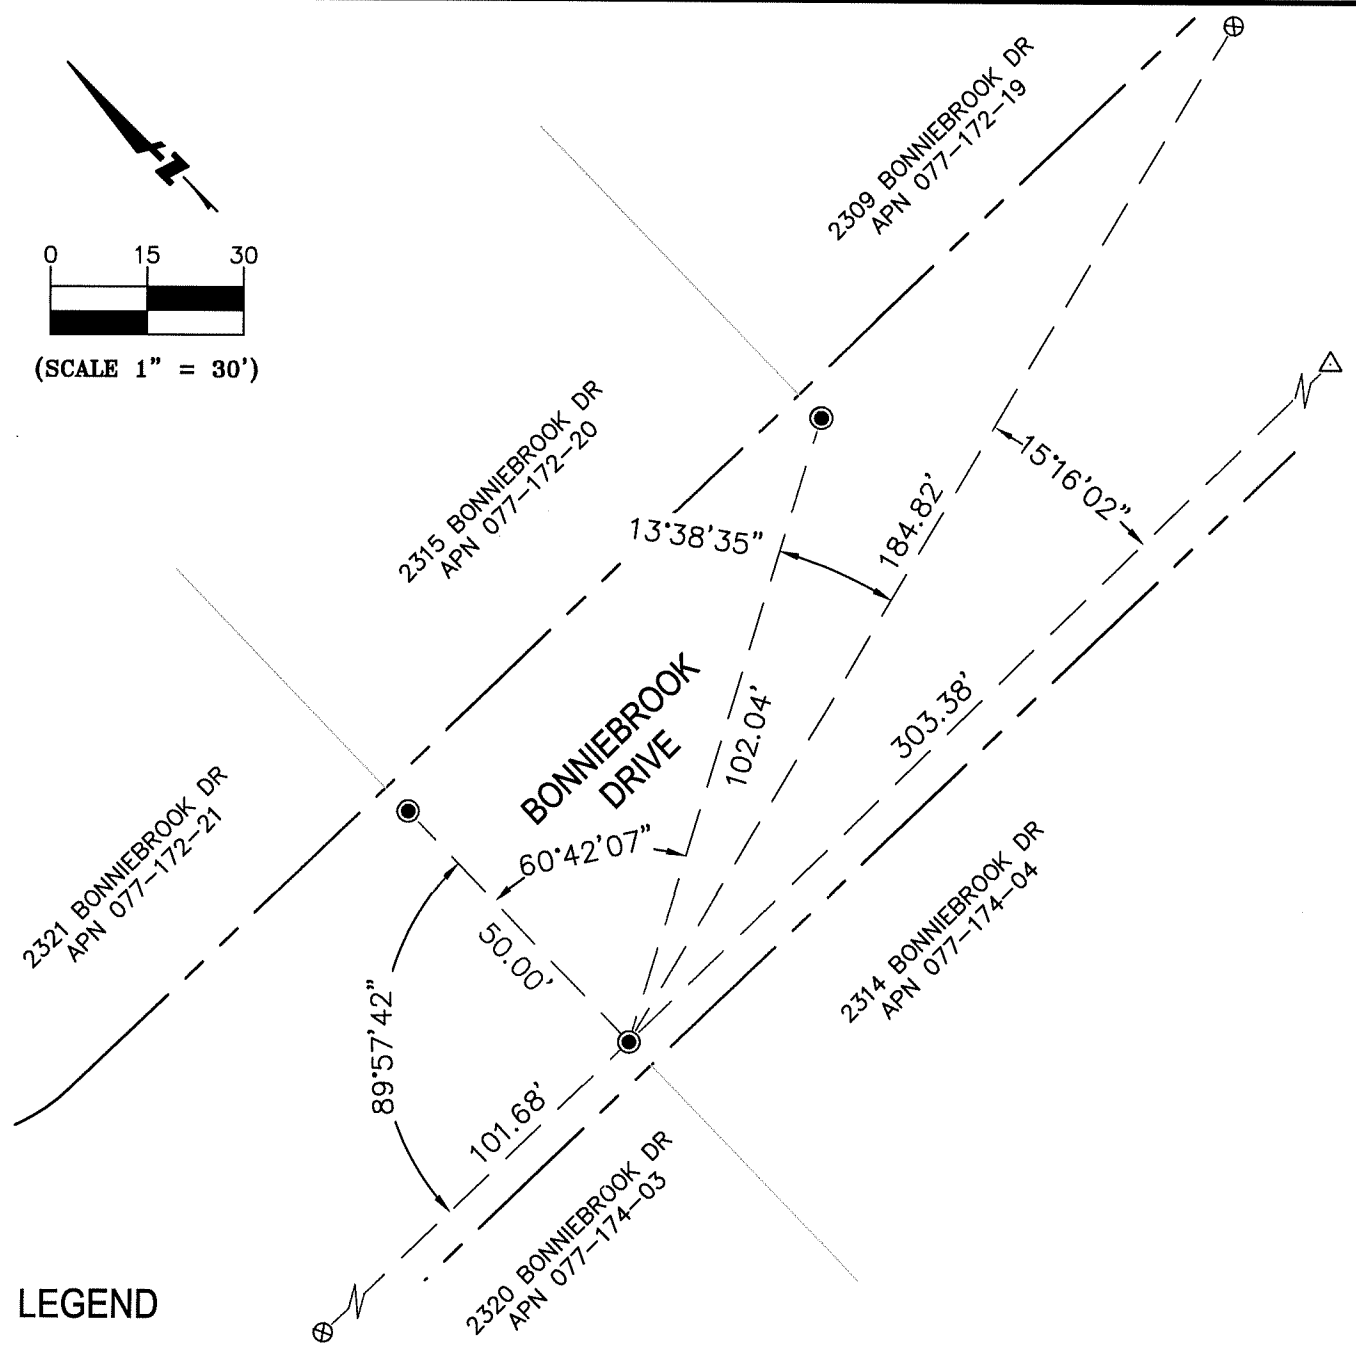 N
0 15 30
(SCALE 1" = 30')
2309 BONNIEBROOK DR
APN 077-172-19
2315 BONNIEBROOK DR
APN 077-172-20
13°38'35"
184.82'
15°16'02"
BONNIEBROOK
DRIVE
102.04'
303.38'
2321 BONNIEBROOK DR
APN 077-172-21
60°42'07"
50.00'
89°57'42"
101.68'
2314 BONNIEBROOK DR
APN 077-174-04
2320 BONNIEBROOK DR
APN 077-174-03
LEGEND